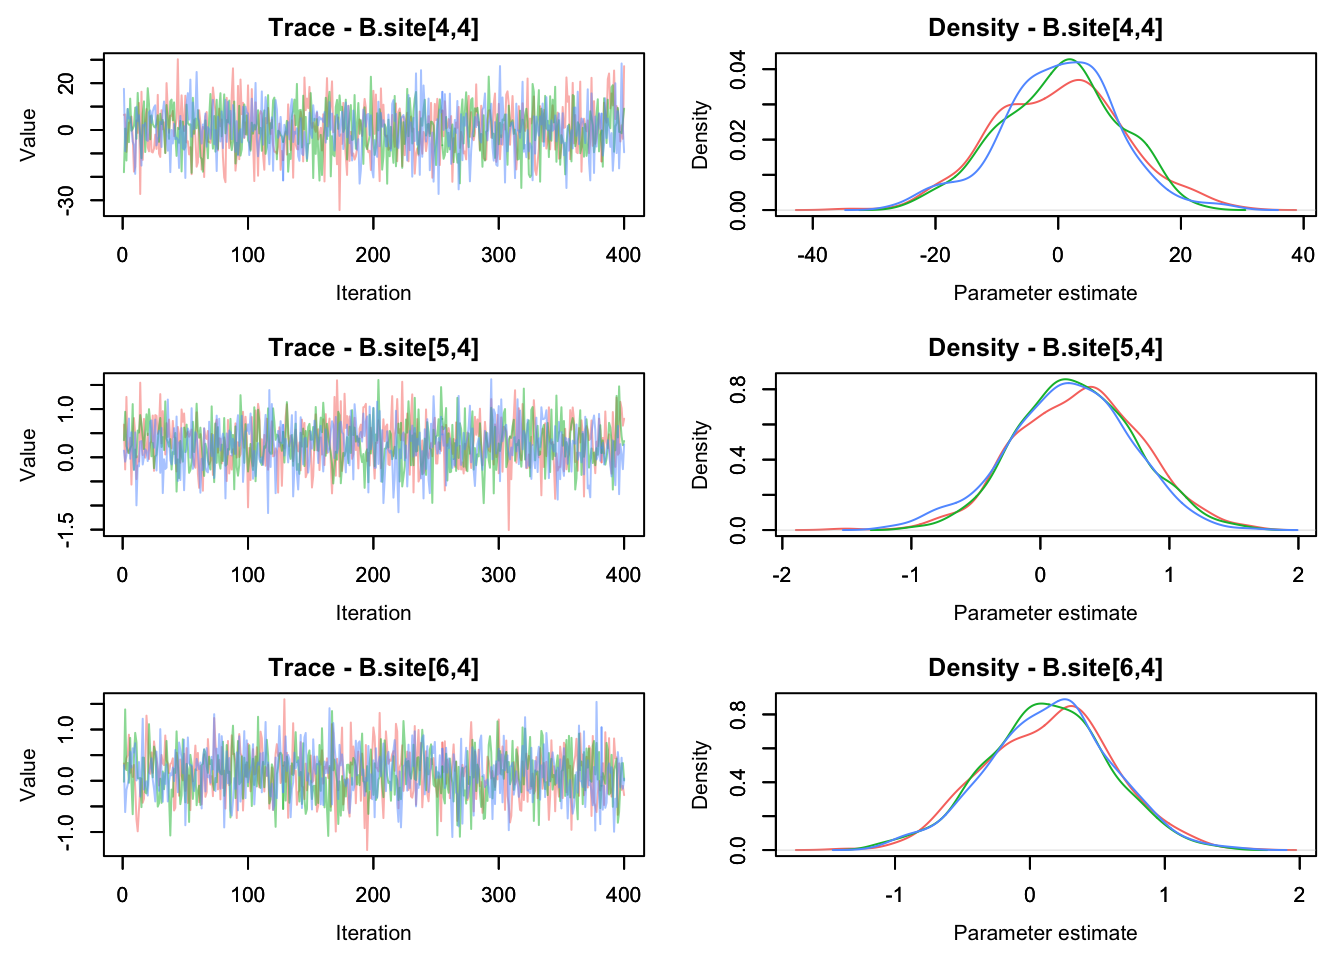 Trace - B.site[4,4]
Value
-30 0 20
0 100 200 300 400
Iteration
Density - B.site[4,4]
Density
0.00 0.02 0.04
-40 -20 0 20 40
Parameter estimate
Trace - B.site[5,4]
Value
-1.5 0.0 1.0
0 100 200 300 400
Iteration
Density - B.site[5,4]
Density
0.0 0.4 0.8
-2 -1 0 1 2
Parameter estimate
Trace - B.site[6,4]
Value
-1.0 0.0 1.0
0 100 200 300 400
Iteration
Density - B.site[6,4]
Density
0.0 0.4 0.8
-1 0 1 2
Parameter estimate